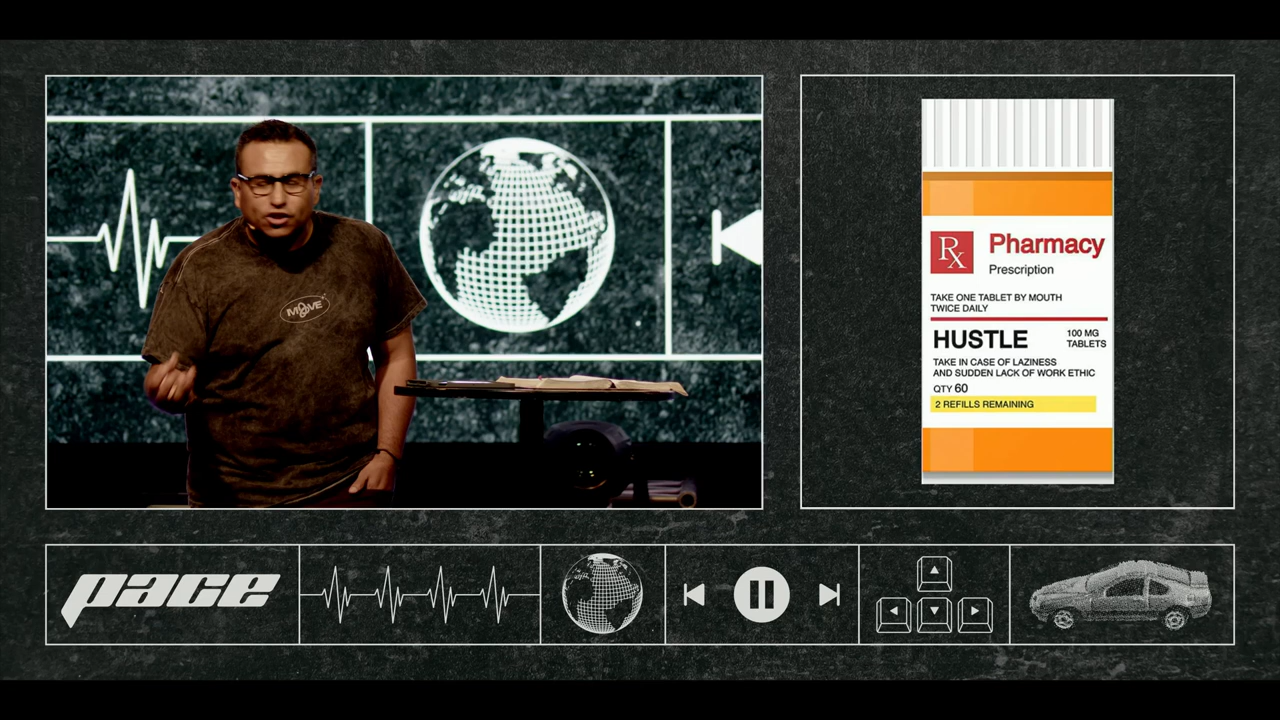 MOVE
Rx
Pharmacy
Prescription
TAKE ONE TABLET BY MOUTH
TWICE DAILY
HUSTLE
100 MG
TABLETS
TAKE IN CASE OF LAZINESS
AND SUDDEN LACK OF WORK ETHIC
QTY 60
2 REFILLS REMAINING
pace